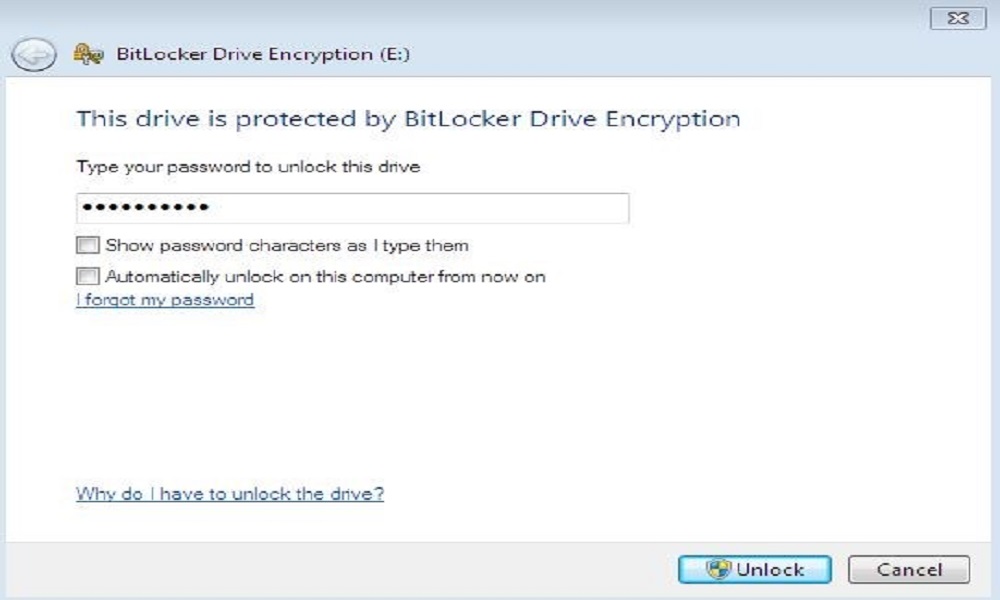 BitLocker Drive Encryption (E:)
This drive is protected by BitLocker Drive Encryption
Type your password to unlock this drive
••••••••••
Show password characters as I type them
Automatically unlock on this computer from now on
I forgot my password
Why do I have to unlock the drive?
Unlock
Cancel